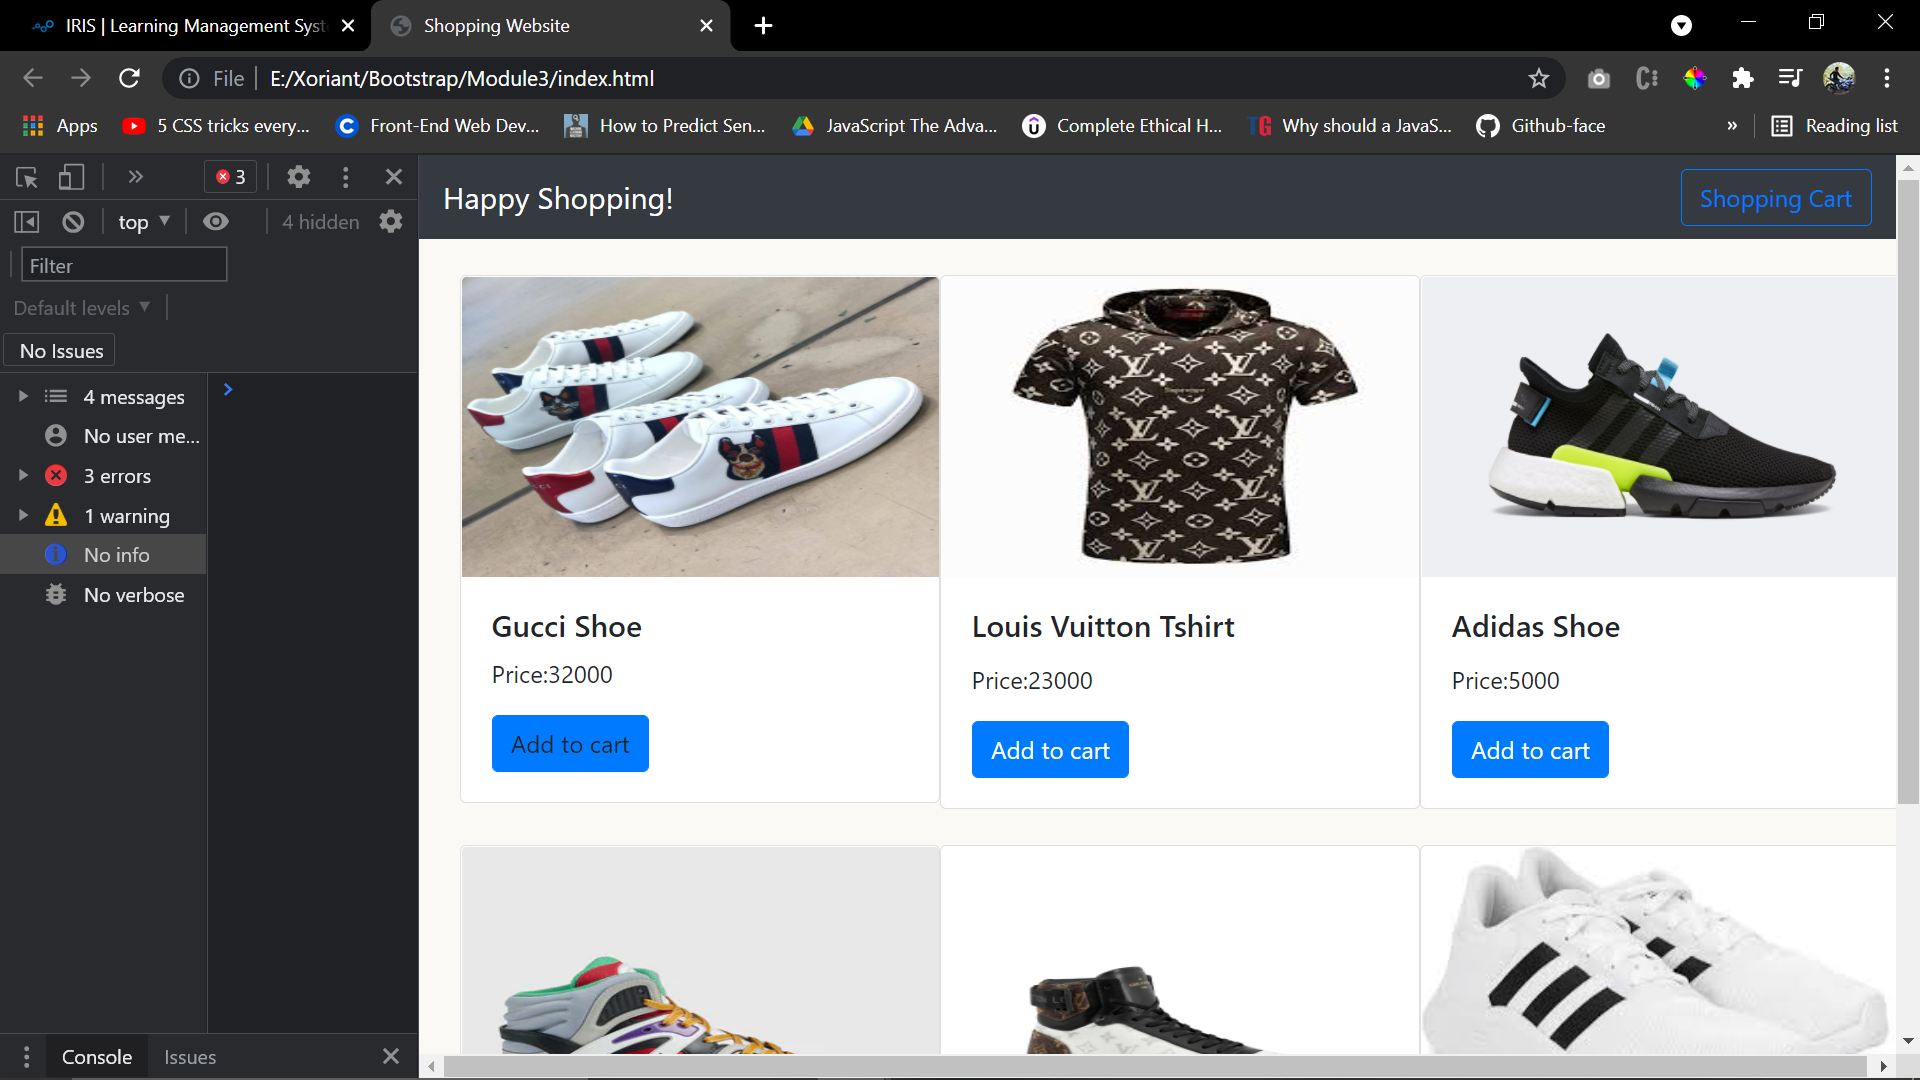 IRIS | Learning Management Syst
Shopping Website
File
E:/Xoriant/Bootstrap/Module3/index.html
Apps
5 CSS tricks every...
Front-End Web Dev...
How to Predict Sen...
JavaScript The Adva...
Complete Ethical H...
Why should a JavaS...
Github-face
»
Reading list
3
top
4 hidden
Filter
Default levels
No Issues
4 messages
No user me...
3 errors
1 warning
No info
No verbose
Console
Issues
Happy Shopping!
Shopping Cart
Gucci Shoe
Louis Vuitton Tshirt
Adidas Shoe
Price:32000
Price:23000
Price:5000
Add to cart
Add to cart
Add to cart